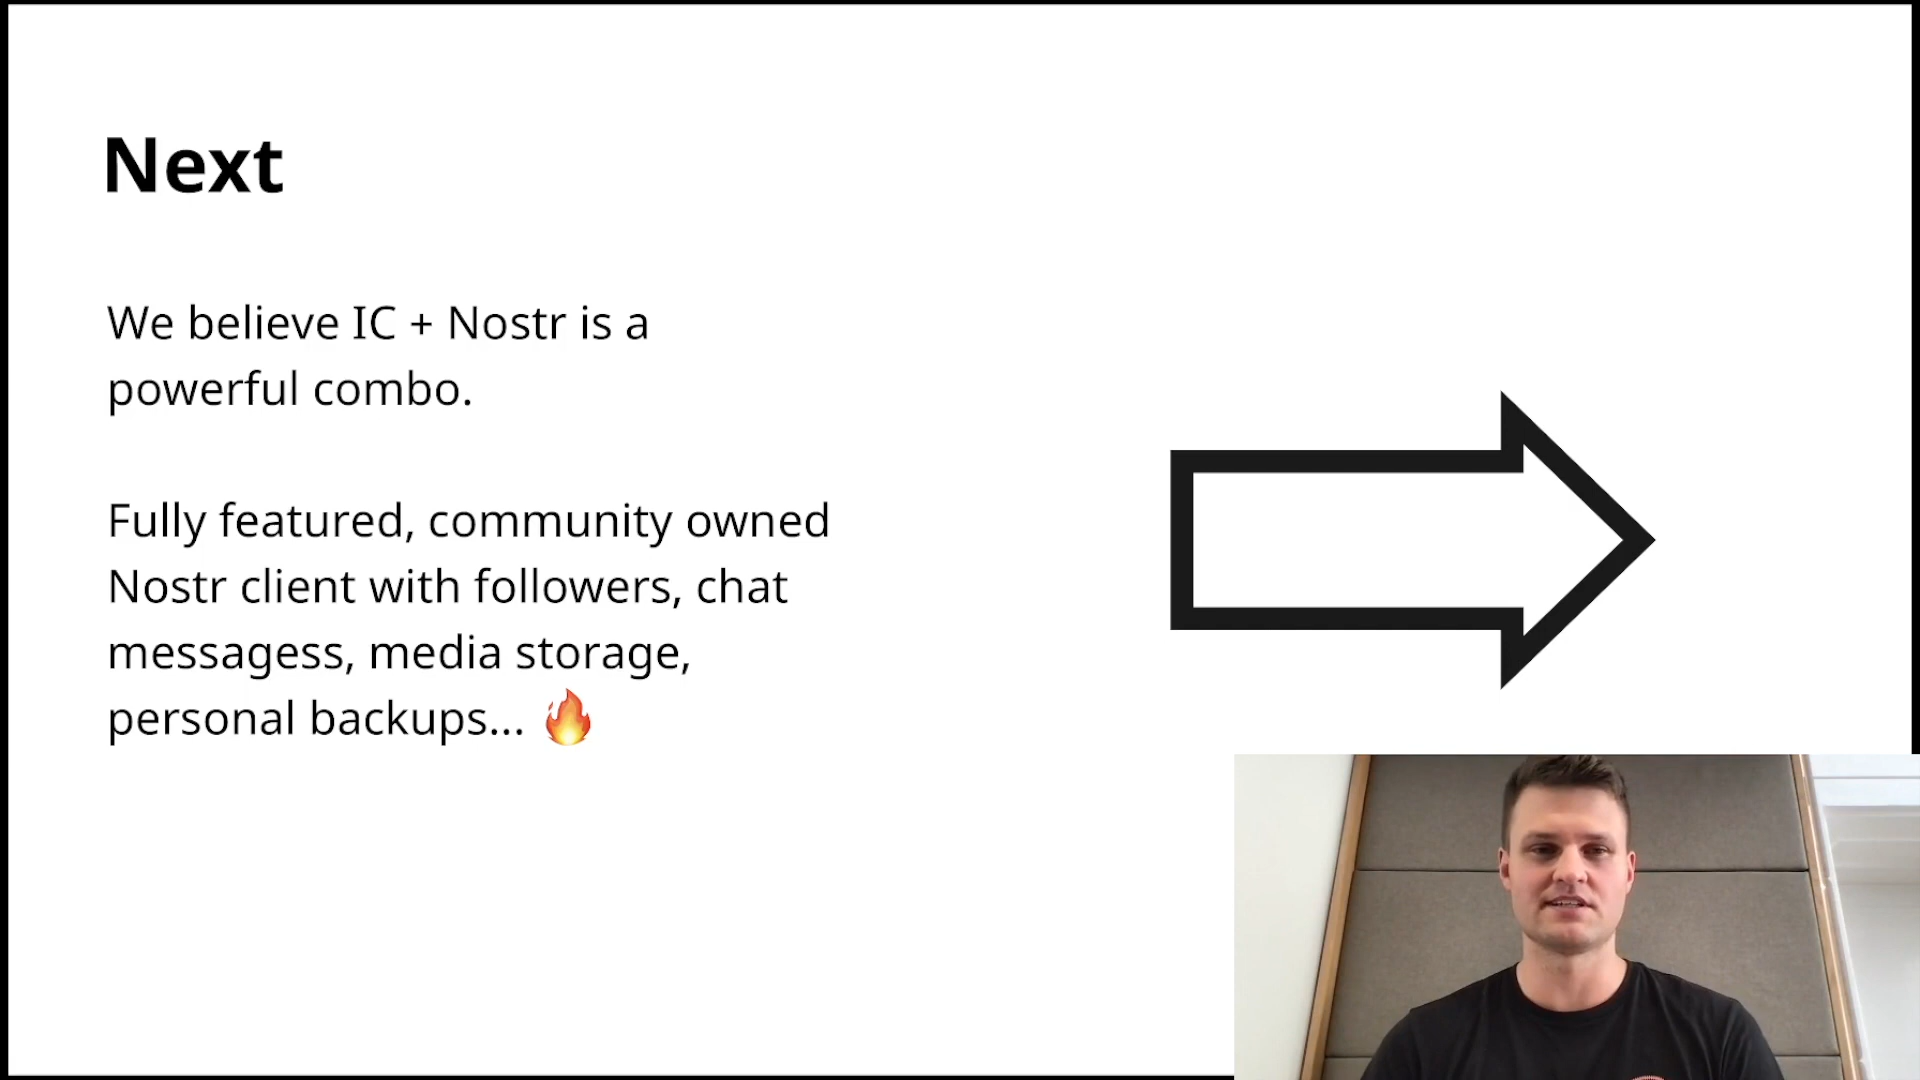 Next
We believe IC + Nostr is a
powerful combo.
Fully featured, community owned
Nostr client with followers, chat
messagess, media storage,
personal backups... 🔥